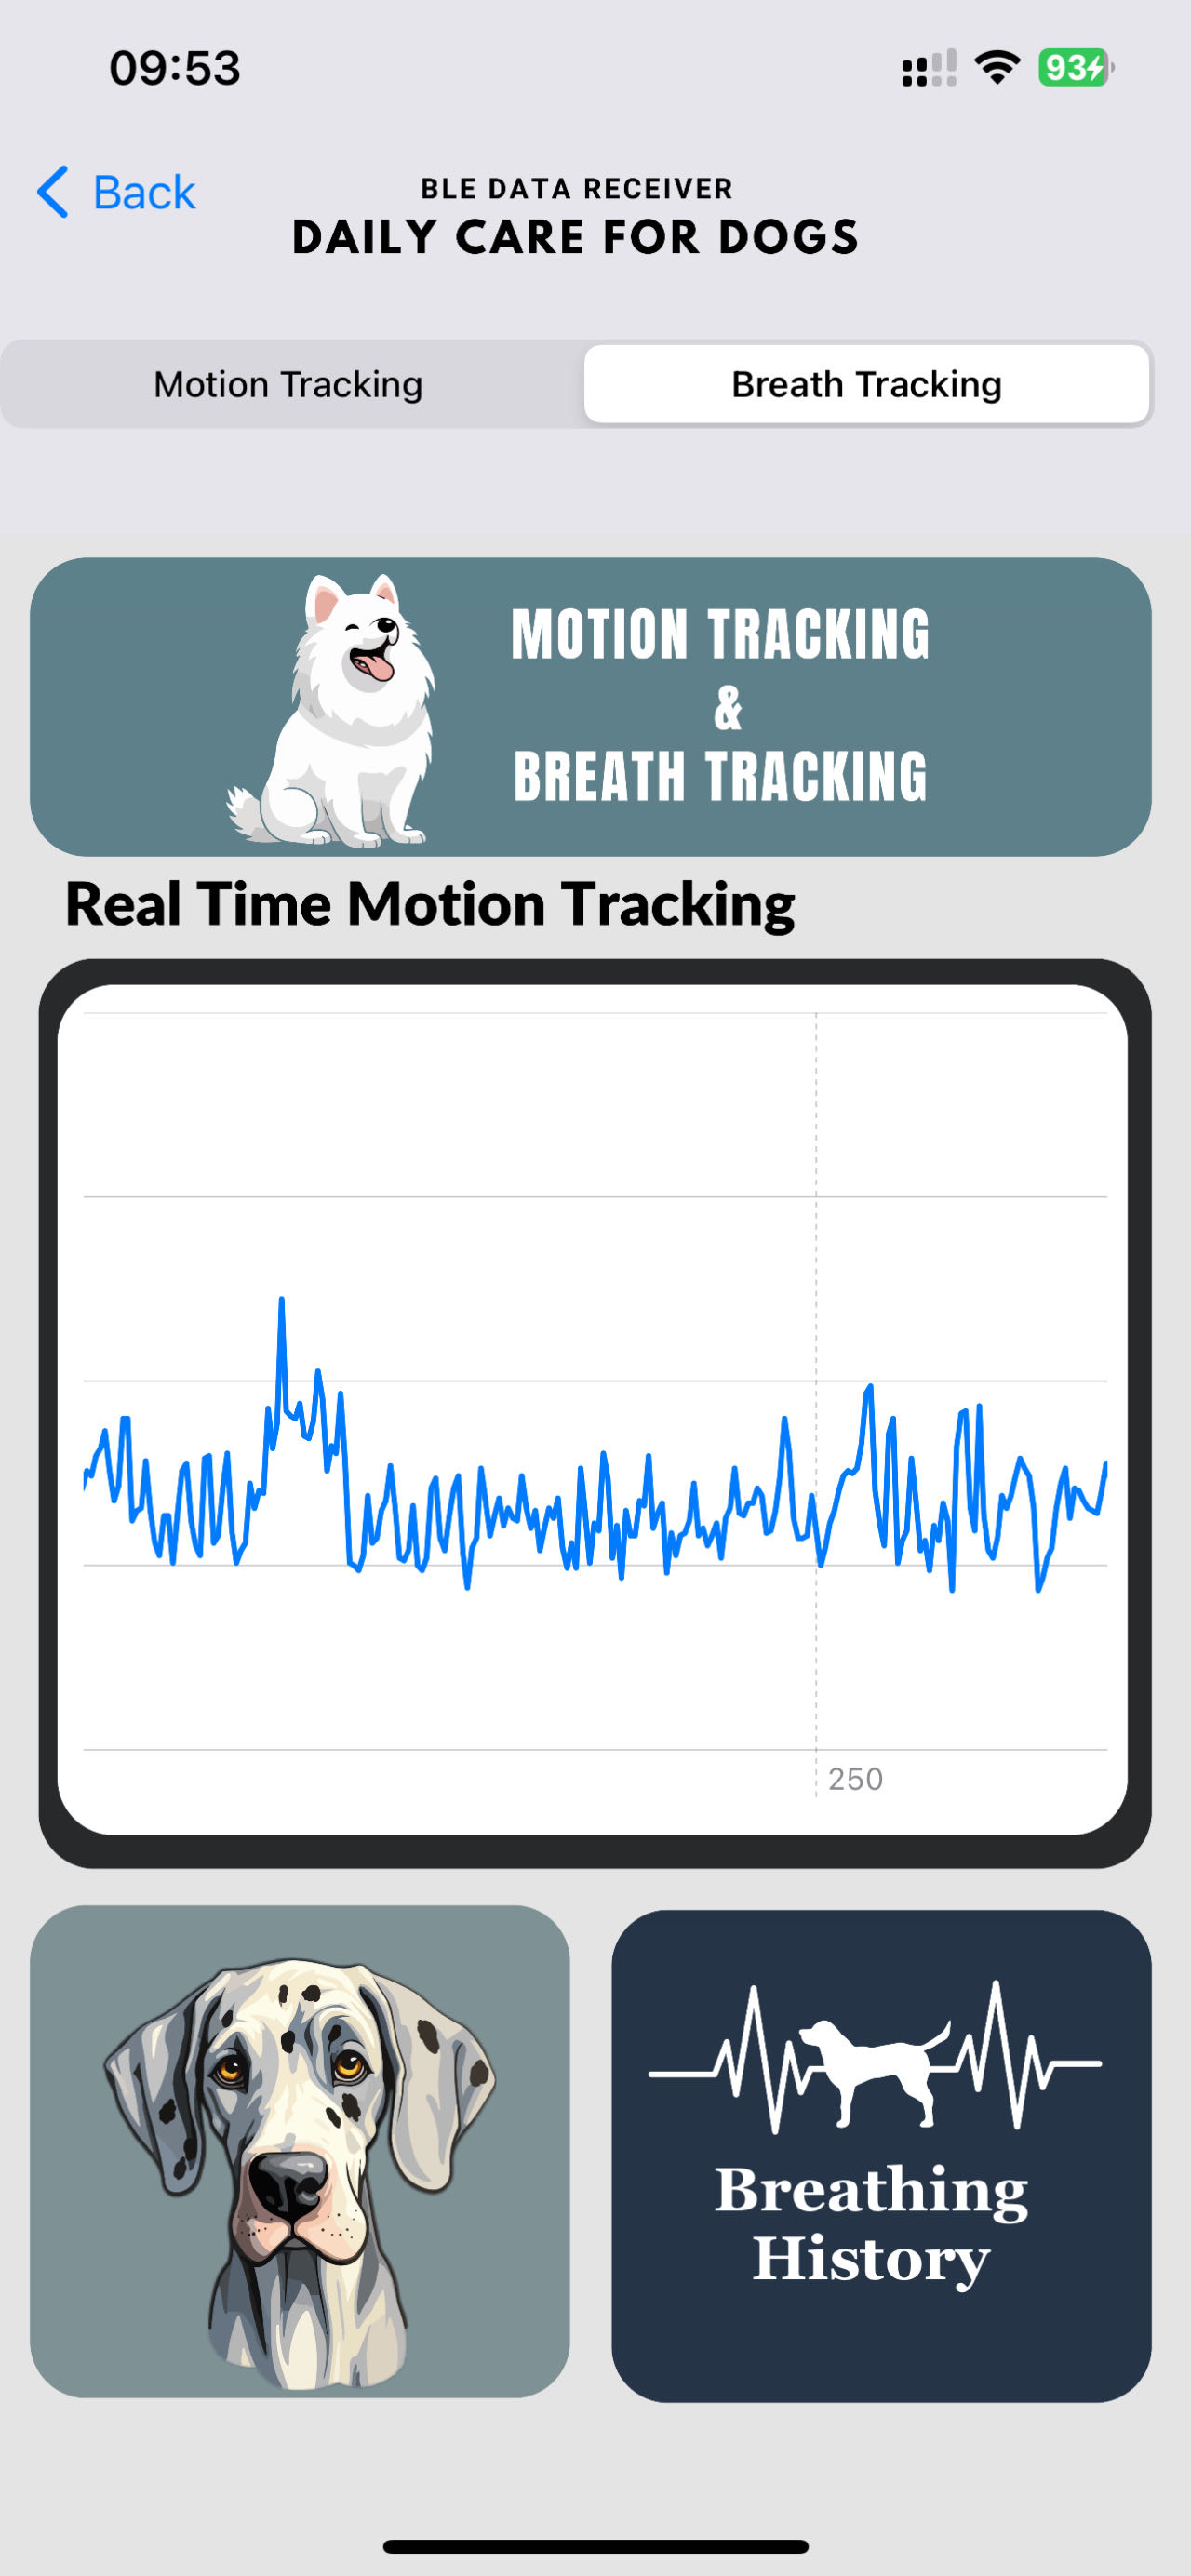 09:53
93
Back
BLE DATA RECEIVER
DAILY CARE FOR DOGS
Motion Tracking
Breath Tracking
MOTION TRACKING
&
BREATH TRACKING
Real Time Motion Tracking
250
Breathing
History